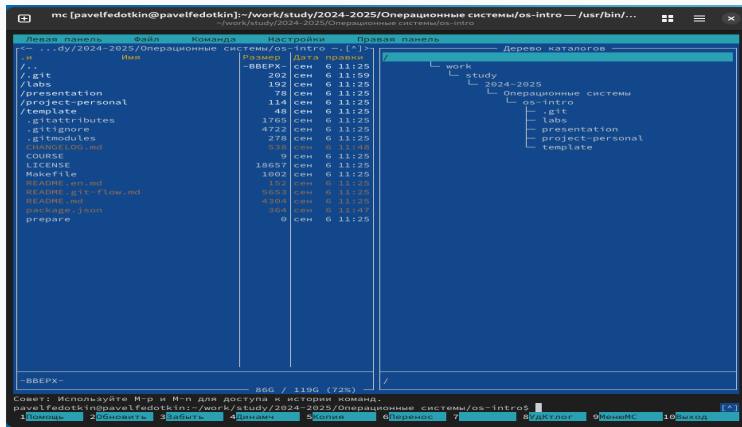 mc [pavelfedotkin@pavelfedotkin]:~/work/study/2024-2025/Операционные системы/os-intro — /usr/bin/...
~/work/study/2024-2025/Операционные системы/os-intro
Левая панель Файл Команда Настройки Правая панель
<— ...dy/2024-2025/Операционные системы/os-intro —.[^]>
.и Имя Размер Дата правки
/.. -ВВЕРХ- сен 6 11:25
/.git 202 сен 6 11:59
/labs 192 сен 6 11:25
/presentation 78 сен 6 11:25
/project-personal 114 сен 6 11:25
/template 48 сен 6 11:25
.gitattributes 1765 сен 6 11:25
.gitignore 4722 сен 6 11:25
.gitmodules 278 сен 6 11:25
CHANGELOG.md 538 сен 6 11:48
COURSE 9 сен 6 11:25
LICENSE 18657 сен 6 11:25
Makefile 1002 сен 6 11:25
README.en.md 152 сен 6 11:25
README.git-flow.md 5653 сен 6 11:25
README.md 4304 сен 6 11:25
package.json 364 сен 6 11:47
prepare 0 сен 6 11:25
-ВВЕРХ-
86G / 119G (72%)
Дерево каталогов
/
work
study
2024-2025
Операционные системы
os-intro
.git
labs
presentation
project-personal
template
/
Совет: Используйте M-p и M-n для доступа к истории команд.
pavelfedotkin@pavelfedotkin:~/work/study/2024-2025/Операционные системы/os-intro$ [^]
1Помощь 2Обновить 3Забыть 4Динамч 5Копия 6Перенос 7 8УдКтлог 9МенюMC 10Выход